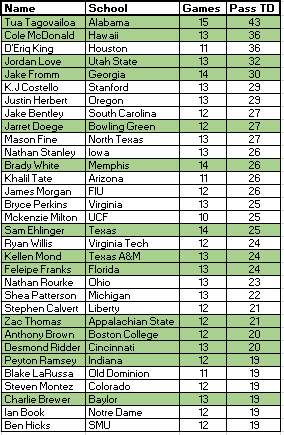 Name School Games Pass TD
Tua Tagovailoa Alabama 15 43
Cole McDonald Hawaii 13 36
D'Eriq King Houston 11 36
Jordan Love Utah State 13 32
Jake Fromm Georgia 14 30
K.J Costello Stanford 13 29
Justin Herbert Oregon 13 29
Jake Bentley South Carolina 12 27
Jarret Doege Bowling Green 12 27
Mason Fine North Texas 13 27
Nathan Stanley Iowa 13 26
Brady White Memphis 14 26
Khalil Tate Arizona 11 26
James Morgan FIU 12 26
Bryce Perkins Virginia 13 25
Mckenzie Milton UCF 10 25
Sam Ehlinger Texas 14 25
Ryan Willis Virginia Tech 12 24
Kellen Mond Texas A&M 13 24
Feleipe Franks Florida 13 24
Nathan Rourke Ohio 13 23
Shea Patterson Michigan 13 22
Stephen Calvert Liberty 12 21
Zac Thomas Appalachian State 12 21
Anthony Brown Boston College 12 20
Desmond Ridder Cincinnati 13 20
Peyton Ramsey Indiana 12 19
Blake LaRussa Old Dominion 11 19
Steven Montez Colorado 12 19
Charlie Brewer Baylor 13 19
Ian Book Notre Dame 12 19
Ben Hicks SMU 12 19